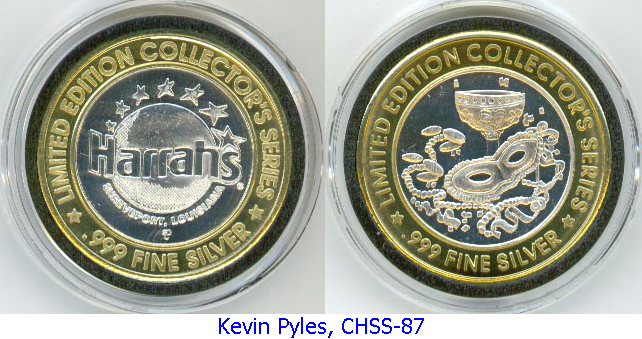 LIMITED EDITION COLLECTOR'S SERIES
Harrah's
SHREVEPORT, LOUISIANA
.999 FINE SILVER
LIMITED EDITION COLLECTOR'S SERIES
.999 FINE SILVER
Kevin Pyles, CHSS-87